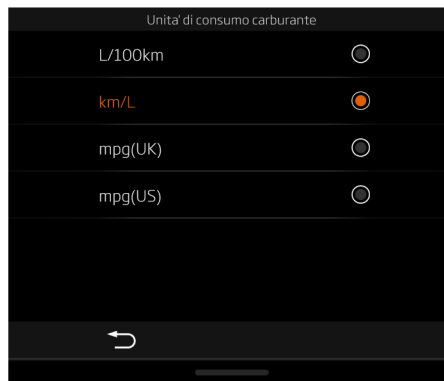 Unita' di consumo carburante
L/100km
km/L
mpg(UK)
mpg(US)